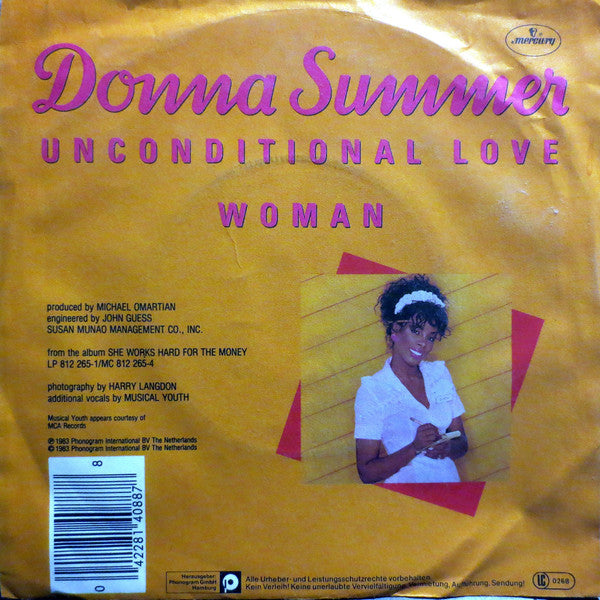 mercury
Donna Summer
UNCONDITIONAL LOVE
WOMAN
produced by MICHAEL OMARTIAN
engineered by JOHN GUESS
SUSAN MUNAO MANAGEMENT CO., INC.
from the album SHE WORKS HARD FOR THE MONEY
LP 812 265-1/MC 812 265-4
photography by HARRY LANGDON
additional vocals by MUSICAL YOUTH
Musical Youth appears courtesy of
MCA Records
℗ 1983 Phonogram International BV The Netherlands
© 1983 Phonogram International BV The Netherlands
0 42281 40887 8
Herausgeber:
Phonogram GmbH
Hamburg
Alle Urheber- und Leistungsschutzrechte vorbehalten.
Kein Verleih! Keine unerlaubte Vervielfältigung, Vermietung, Aufführung, Sendung!
LC 0268